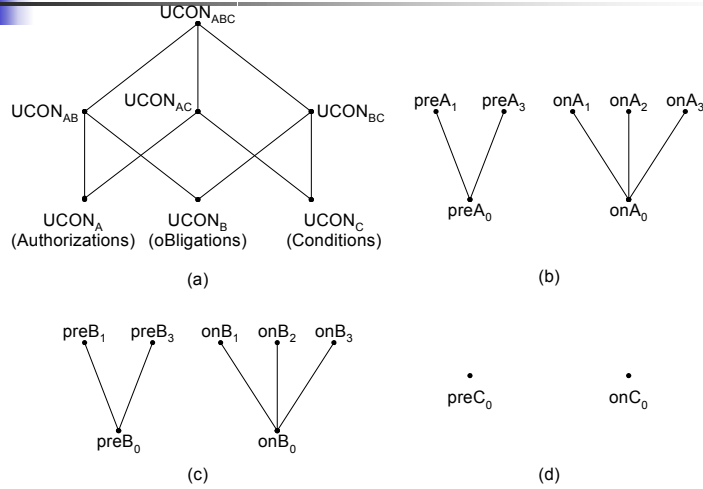 UCON_ABC
UCON_AB UCON_AC UCON_BC
UCON_A UCON_B UCON_C
(Authorizations) (oBligations) (Conditions)
(a)
preA_1 preA_3 onA_1 onA_2 onA_3
preA_0 onA_0
(b)
preB_1 preB_3 onB_1 onB_2 onB_3
preB_0 onB_0
(c)
preC_0 onC_0
(d)